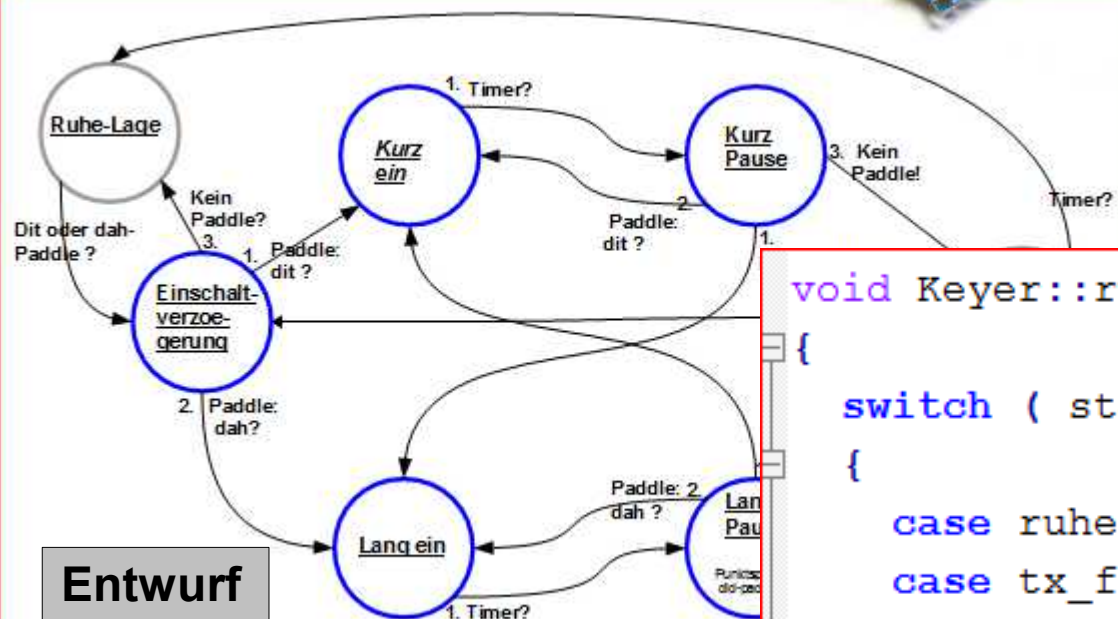 1. Timer?
Ruhe-Lage
Kurz
ein
Kurz
Pause
3. Kein
Paddle!
Timer?
Kein
Paddle?
3.
Dit oder dah-
Paddle ?
1. Paddle:
dit ?
Paddle:
dit ?
2.
1.
Einschalt-
verzoe-
gerung
2. Paddle:
dah?
Lang ein
Paddle: 2.
dah ?
1. Timer?
Lan
Pau
Entwurf
void Keyer::r
{
switch ( st
{
case ruhe
case tx_f